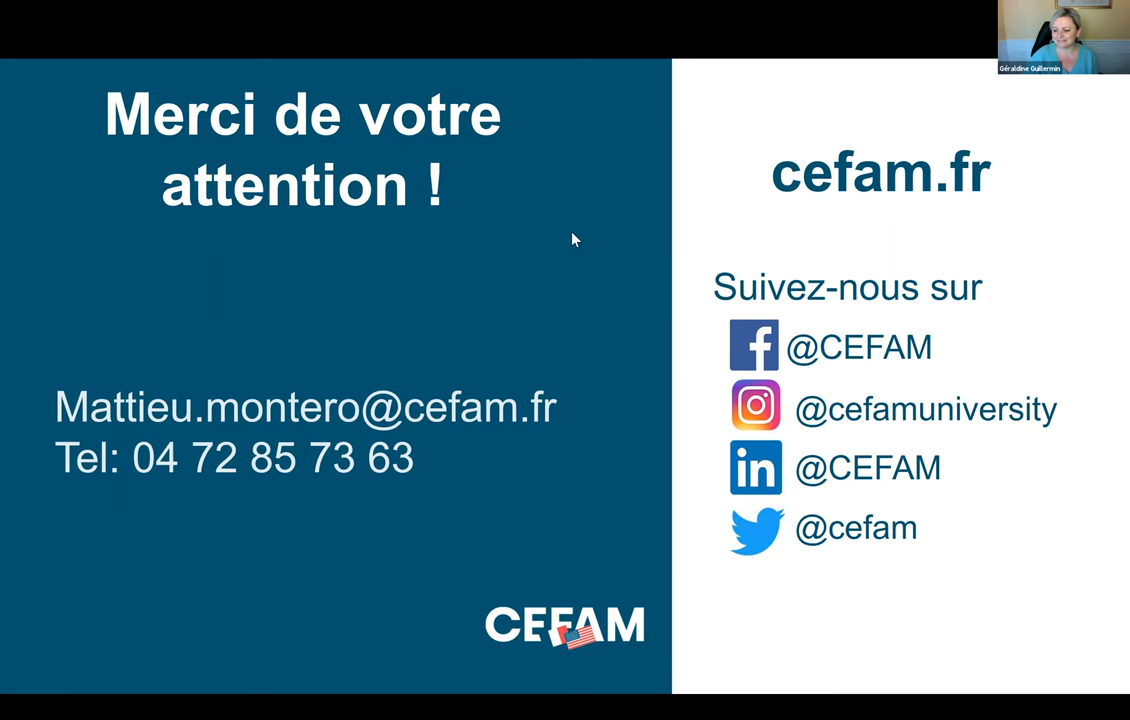 Géraldine Guillermin
Merci de votre
attention !
Mattieu.montero@cefam.fr
Tel: 04 72 85 73 63
CEFAM
cefam.fr
Suivez-nous sur
@CEFAM
@cefamuniversity
in @CEFAM
@cefam